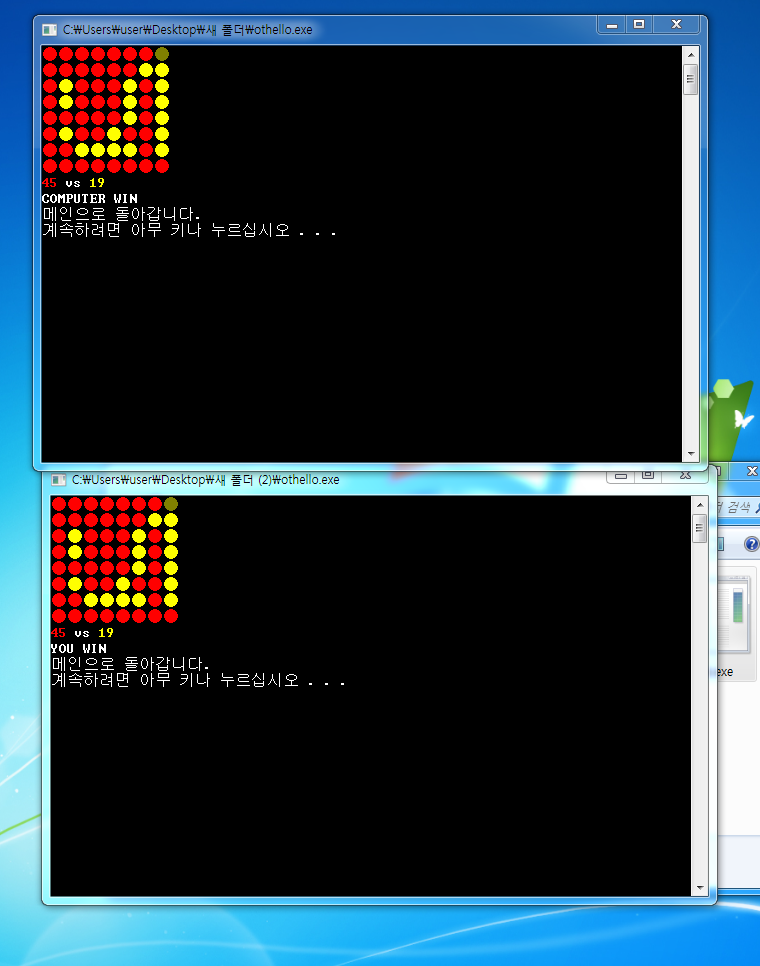 C:\Users\user\Desktop\새 폴더\othello.exe
45 vs 19
COMPUTER WIN
메인으로 돌아갑니다.
계속하려면 아무 키나 누르십시오 . . .
C:\Users\user\Desktop\새 폴더 (2)\othello.exe
45 vs 19
YOU WIN
메인으로 돌아갑니다.
계속하려면 아무 키나 누르십시오 . . .
검색
exe